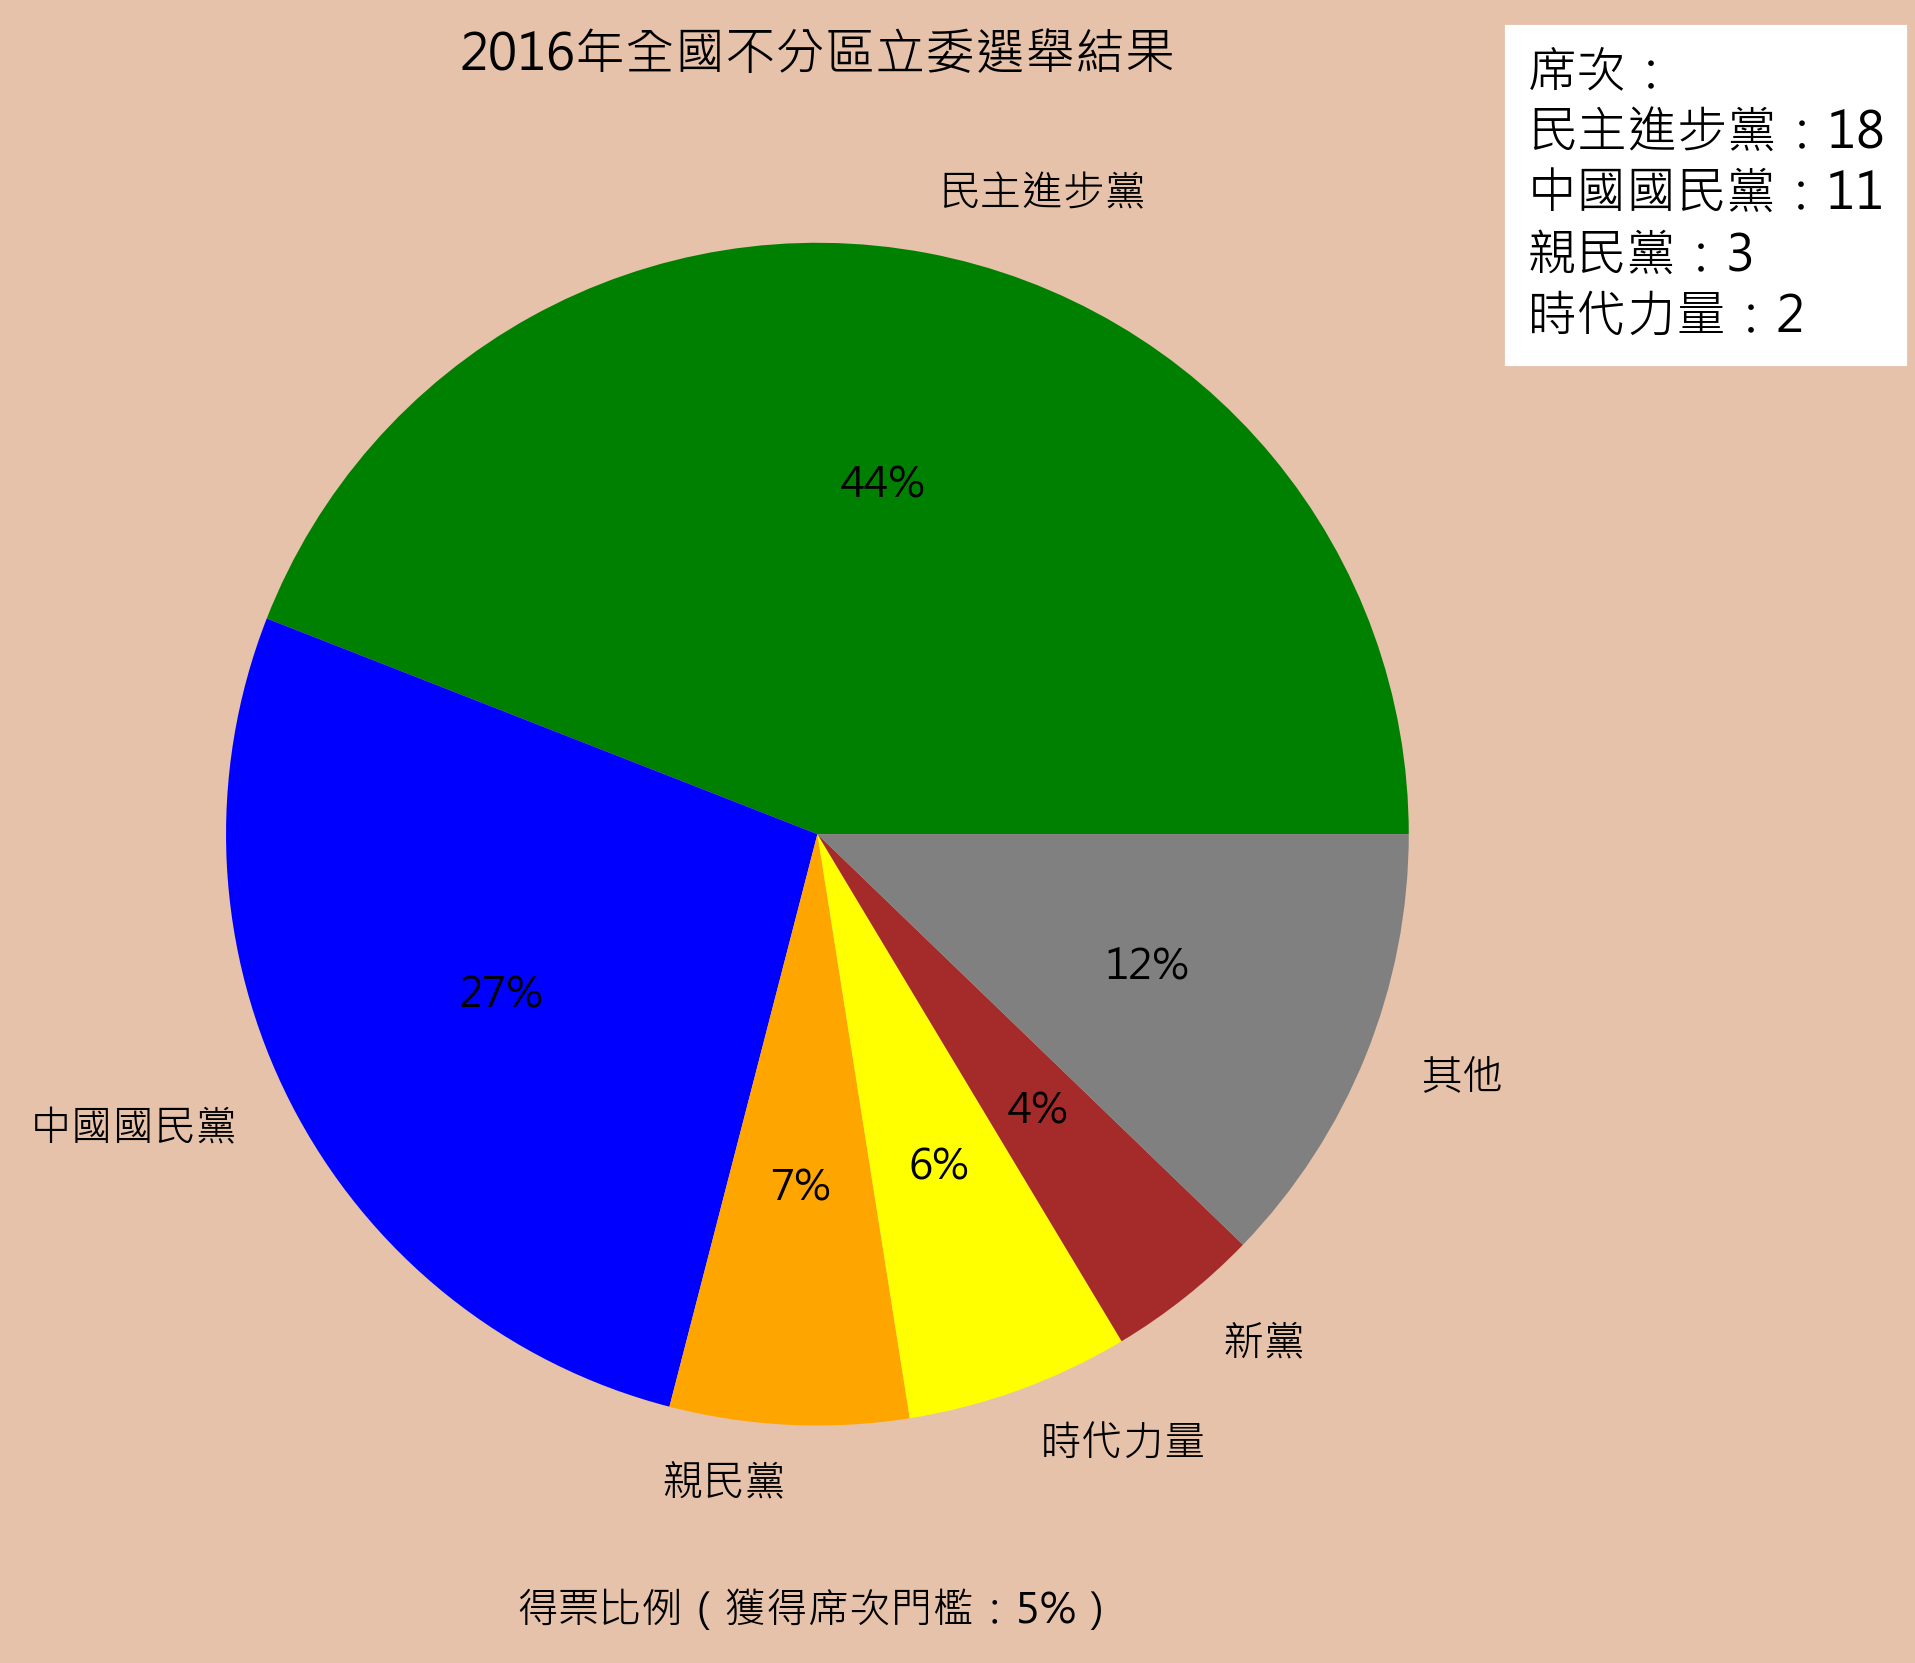 2016年全國不分區立委選舉結果
席次：
民主進步黨：18
中國國民黨：11
親民黨：3
時代力量：2
民主進步黨
44%
27%
12%
4%
6%
7%
其他
中國國民黨
新黨
時代力量
親民黨
得票比例（獲得席次門檻：5%）